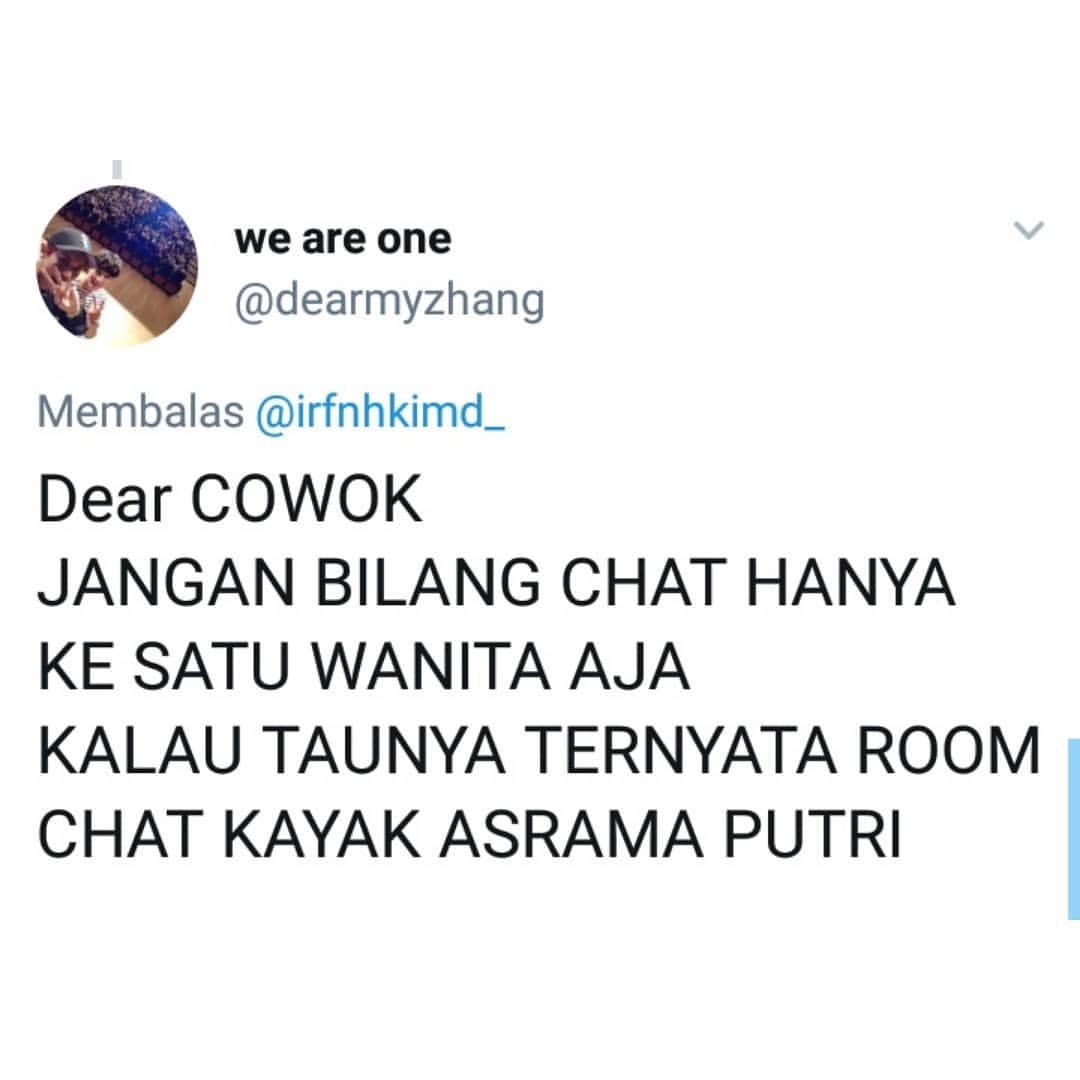 we are one
@dearmyzhang
Membalas @irfnhkimd_
Dear COWOK
JANGAN BILANG CHAT HANYA
KE SATU WANITA AJA
KALAU TAUNYA TERNYATA ROOM
CHAT KAYAK ASRAMA PUTRI